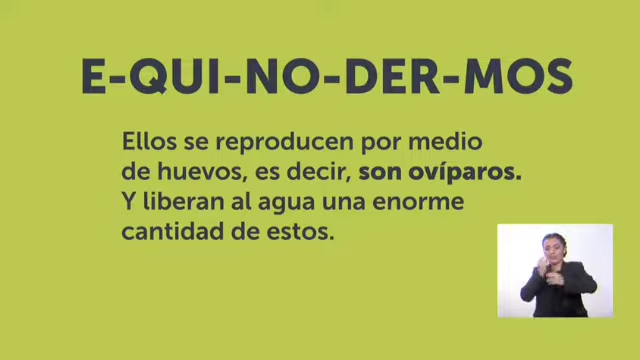 E-QUI-NO-DER-MOS
Ellos se reproducen por medio
de huevos, es decir, son ovíparos.
Y liberan al agua una enorme
cantidad de estos.